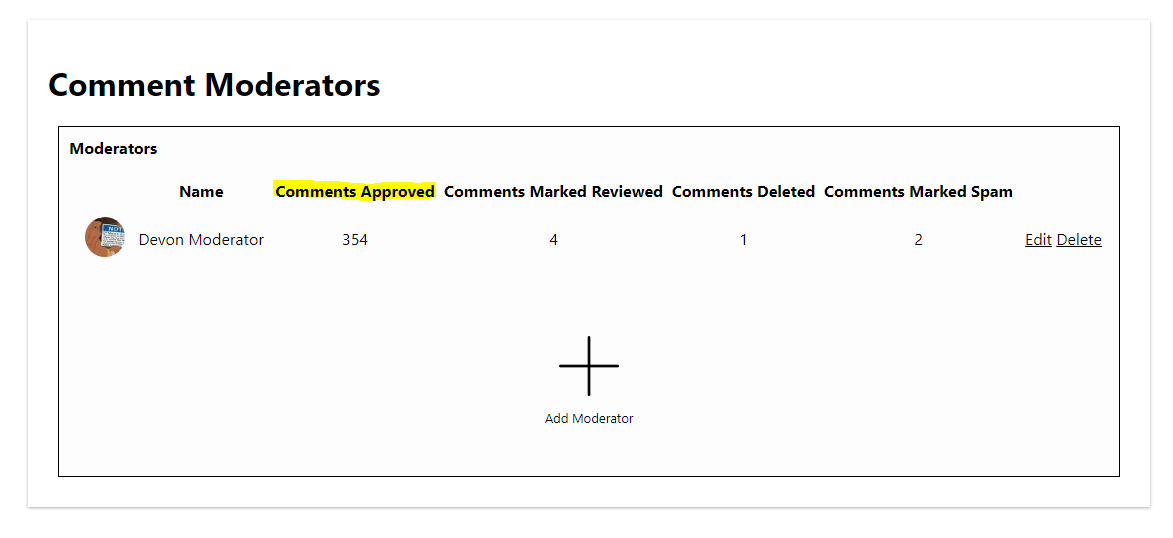 Comment Moderators
Moderators
Name Comments Approved Comments Marked Reviewed Comments Deleted Comments Marked Spam
NOT
Devon Moderator 354 4 1 2 Edit Delete
Add Moderator